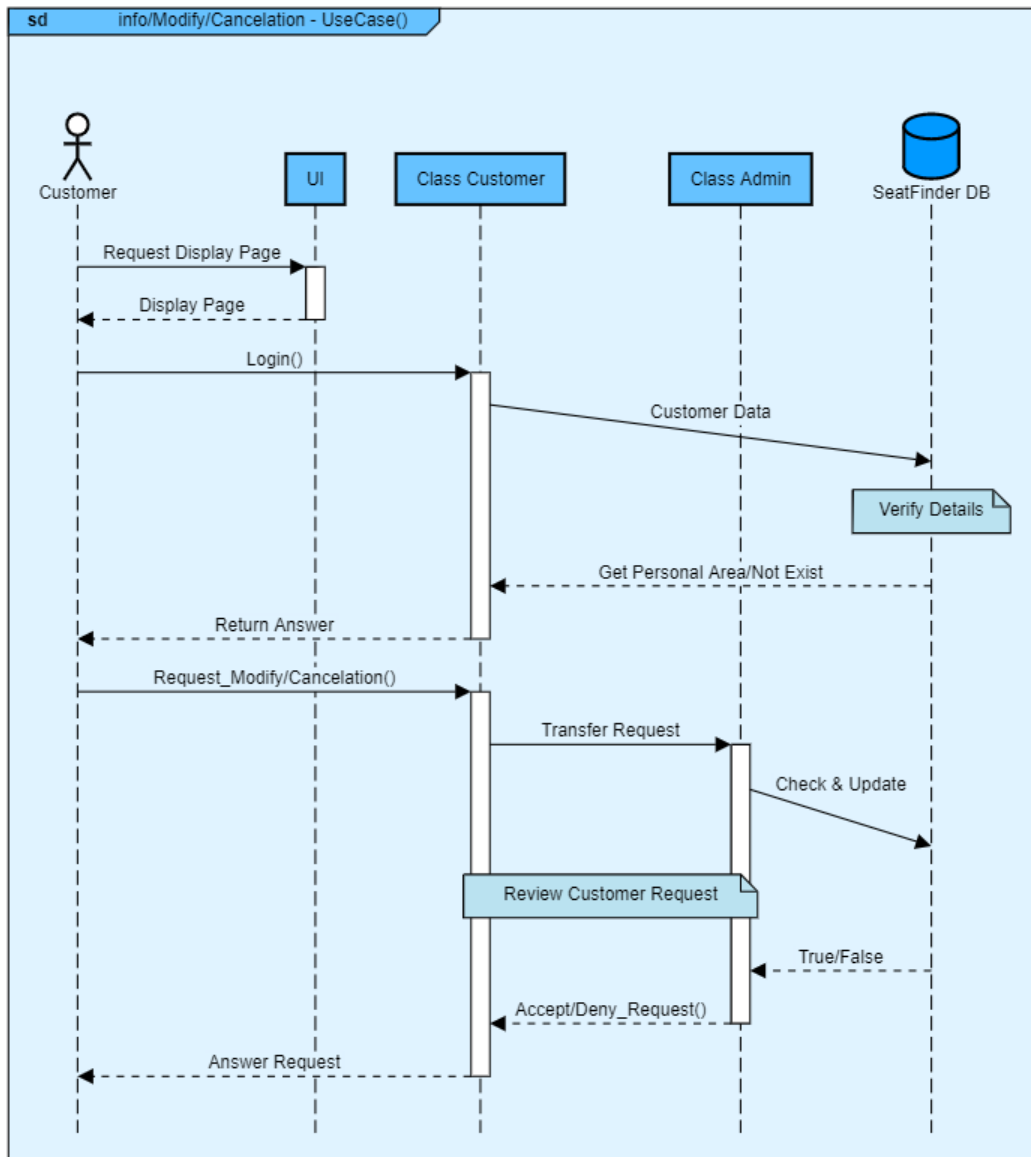 sd info/Modify/Cancelation - UseCase()
Customer
UI
Class Customer
Class Admin
SeatFinder DB
Request Display Page
Display Page
Login()
Customer Data
Verify Details
Get Personal Area/Not Exist
Return Answer
Request_Modify/Cancelation()
Transfer Request
Check & Update
Review Customer Request
True/False
Accept/Deny_Request()
Answer Request